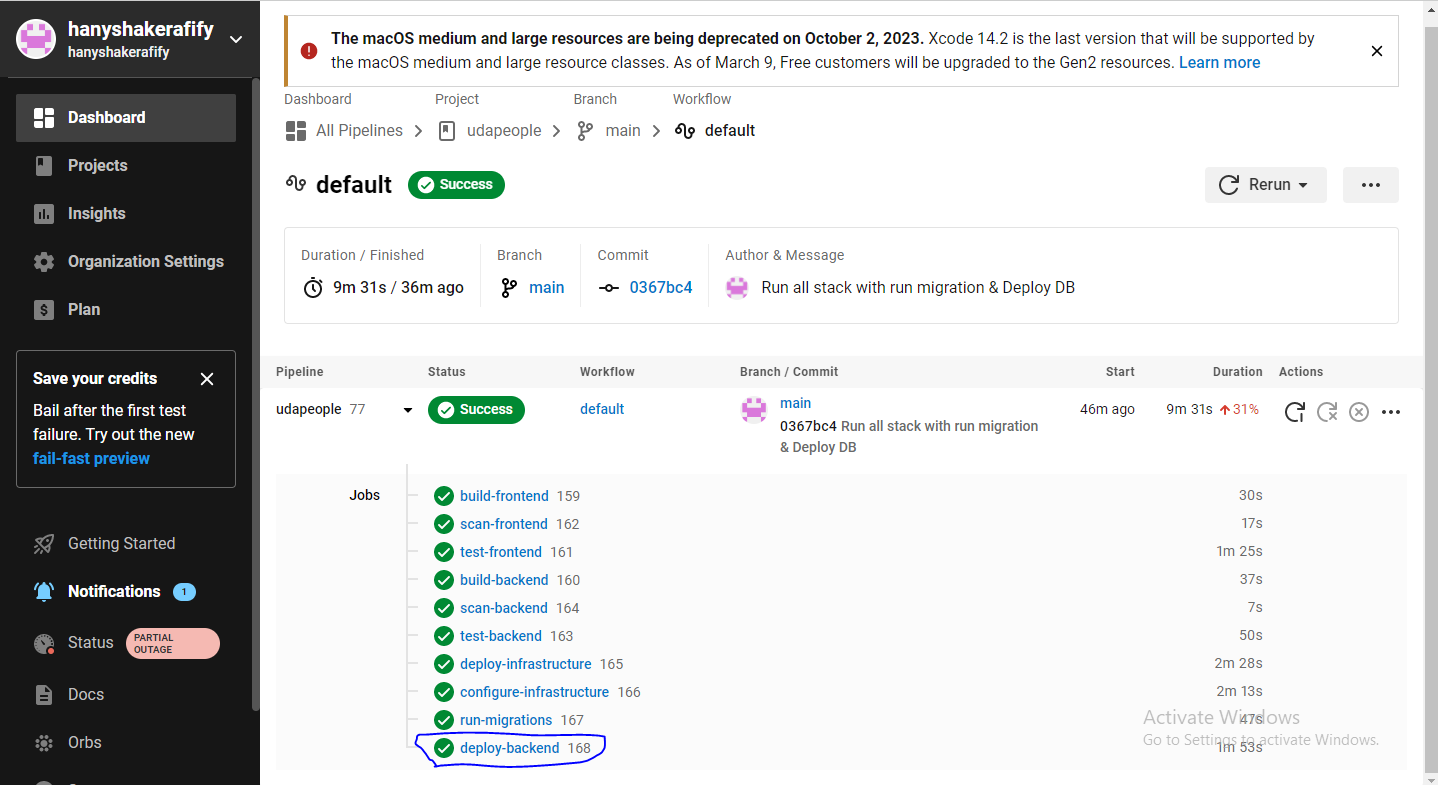 hanyshakerafify
hanyshakerafify
Dashboard
Projects
Insights
Organization Settings
Plan
Save your credits
Bail after the first test
failure. Try out the new
fail-fast preview
Getting Started
Notifications 1
Status PARTIAL
OUTAGE
Docs
Orbs
The macOS medium and large resources are being deprecated on October 2, 2023. Xcode 14.2 is the last version that will be supported by
the macOS medium and large resource classes. As of March 9, Free customers will be upgraded to the Gen2 resources. Learn more
Dashboard Project Branch Workflow
All Pipelines udapeople main default
default Success Rerun
Duration / Finished Branch Commit Author & Message
9m 31s / 36m ago main 0367bc4 Run all stack with run migration & Deploy DB
Pipeline Status Workflow Branch / Commit Start Duration Actions
udapeople 77 Success default main 46m ago 9m 31s 31%
0367bc4 Run all stack with run migration
& Deploy DB
Jobs build-frontend 159 30s
scan-frontend 162 17s
test-frontend 161 1m 25s
build-backend 160 37s
scan-backend 164 7s
test-backend 163 50s
deploy-infrastructure 165 2m 28s
configure-infrastructure 166 2m 13s
run-migrations 167 47s
deploy-backend 168 1m 53s
Activate Windows
Go to Settings to activate Windows.